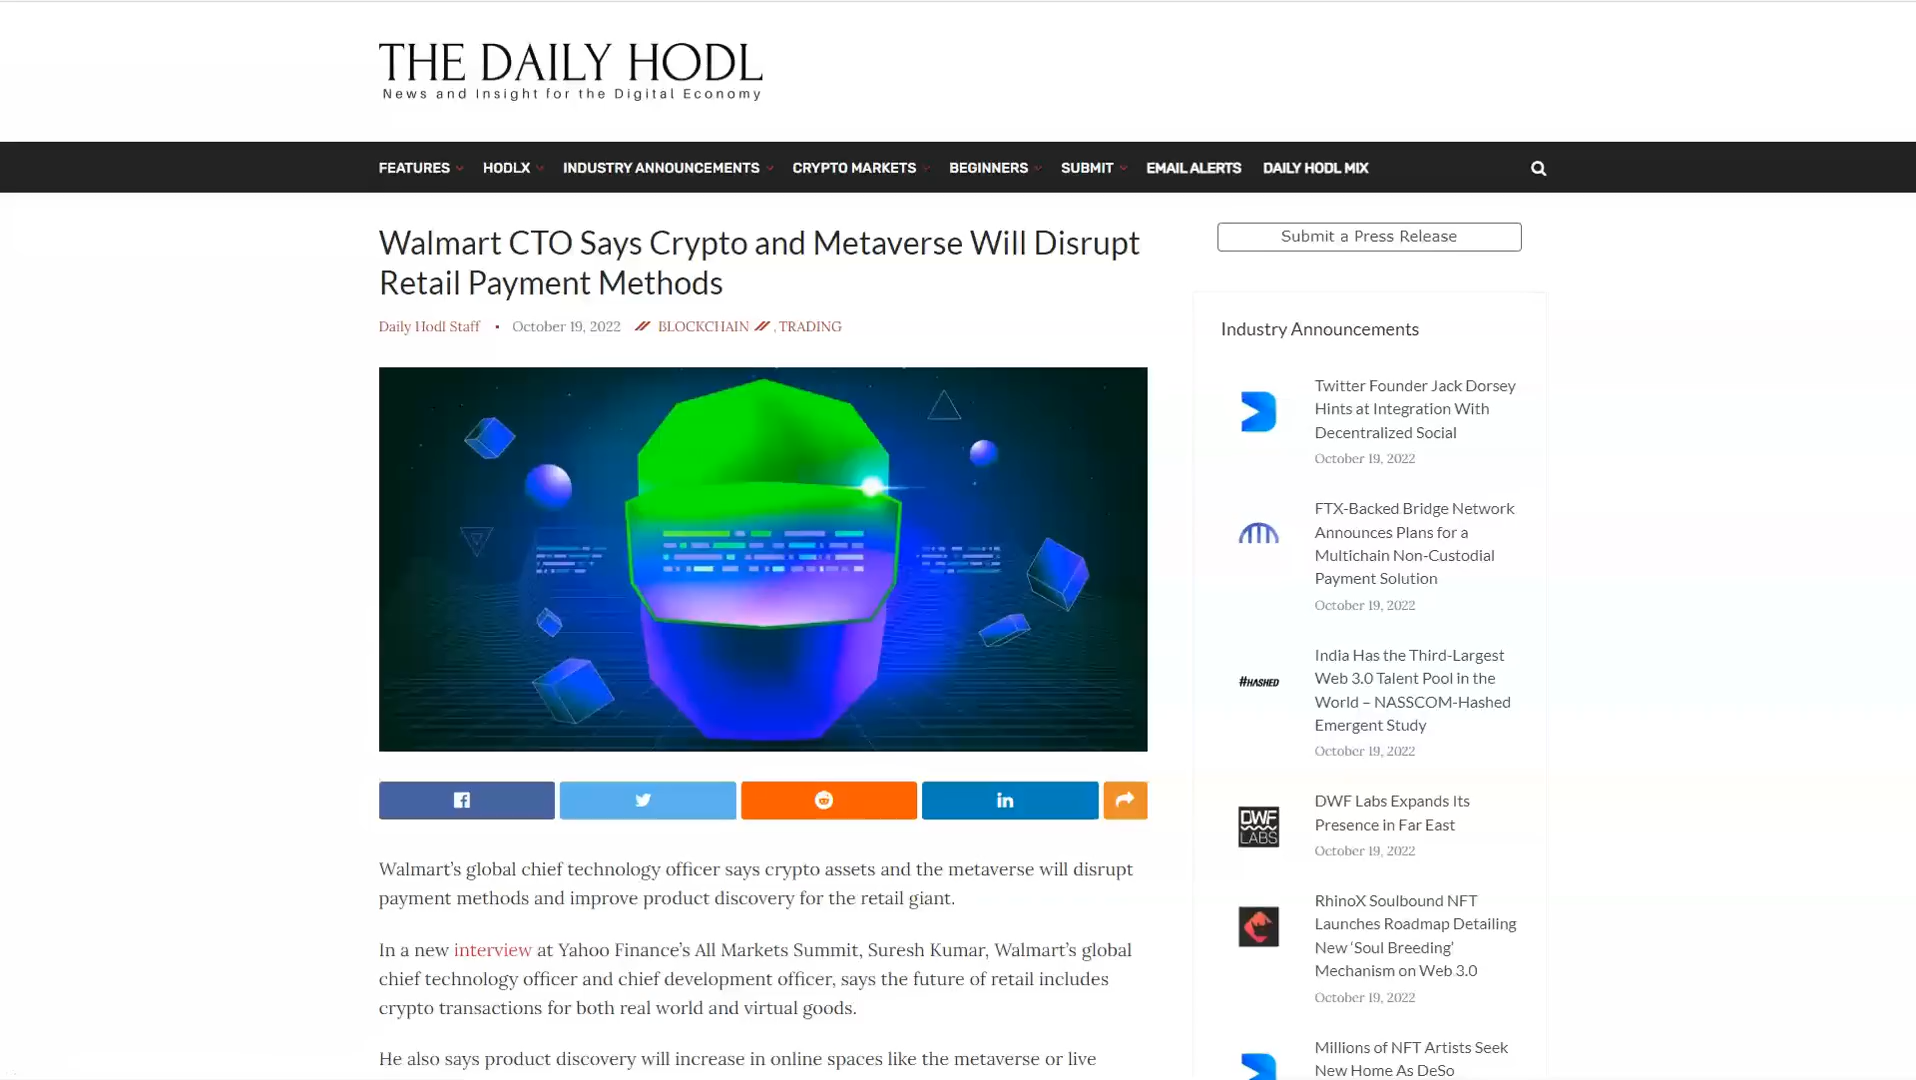 THE DAILY HODL
News and Insight for the Digital Economy
FEATURES HODLX INDUSTRY ANNOUNCEMENTS CRYPTO MARKETS BEGINNERS SUBMIT EMAIL ALERTS DAILY HODL MIX
Walmart CTO Says Crypto and Metaverse Will Disrupt
Retail Payment Methods
Daily Hodl Staff • October 19, 2022 BLOCKCHAIN , TRADING
Walmart’s global chief technology officer says crypto assets and the metaverse will disrupt
payment methods and improve product discovery for the retail giant.
In a new interview at Yahoo Finance’s All Markets Summit, Suresh Kumar, Walmart’s global
chief technology officer and chief development officer, says the future of retail includes
crypto transactions for both real world and virtual goods.
He also says product discovery will increase in online spaces like the metaverse or live
Submit a Press Release
Industry Announcements
Twitter Founder Jack Dorsey
Hints at Integration With
Decentralized Social
October 19, 2022
FTX-Backed Bridge Network
Announces Plans for a
Multichain Non-Custodial
Payment Solution
October 19, 2022
#HASHED
India Has the Third-Largest
Web 3.0 Talent Pool in the
World – NASSCOM-Hashed
Emergent Study
October 19, 2022
DWF
LABS
DWF Labs Expands Its
Presence in Far East
October 19, 2022
RhinoX Soulbound NFT
Launches Roadmap Detailing
New ‘Soul Breeding’
Mechanism on Web 3.0
October 19, 2022
Millions of NFT Artists Seek
New Home As DeSo